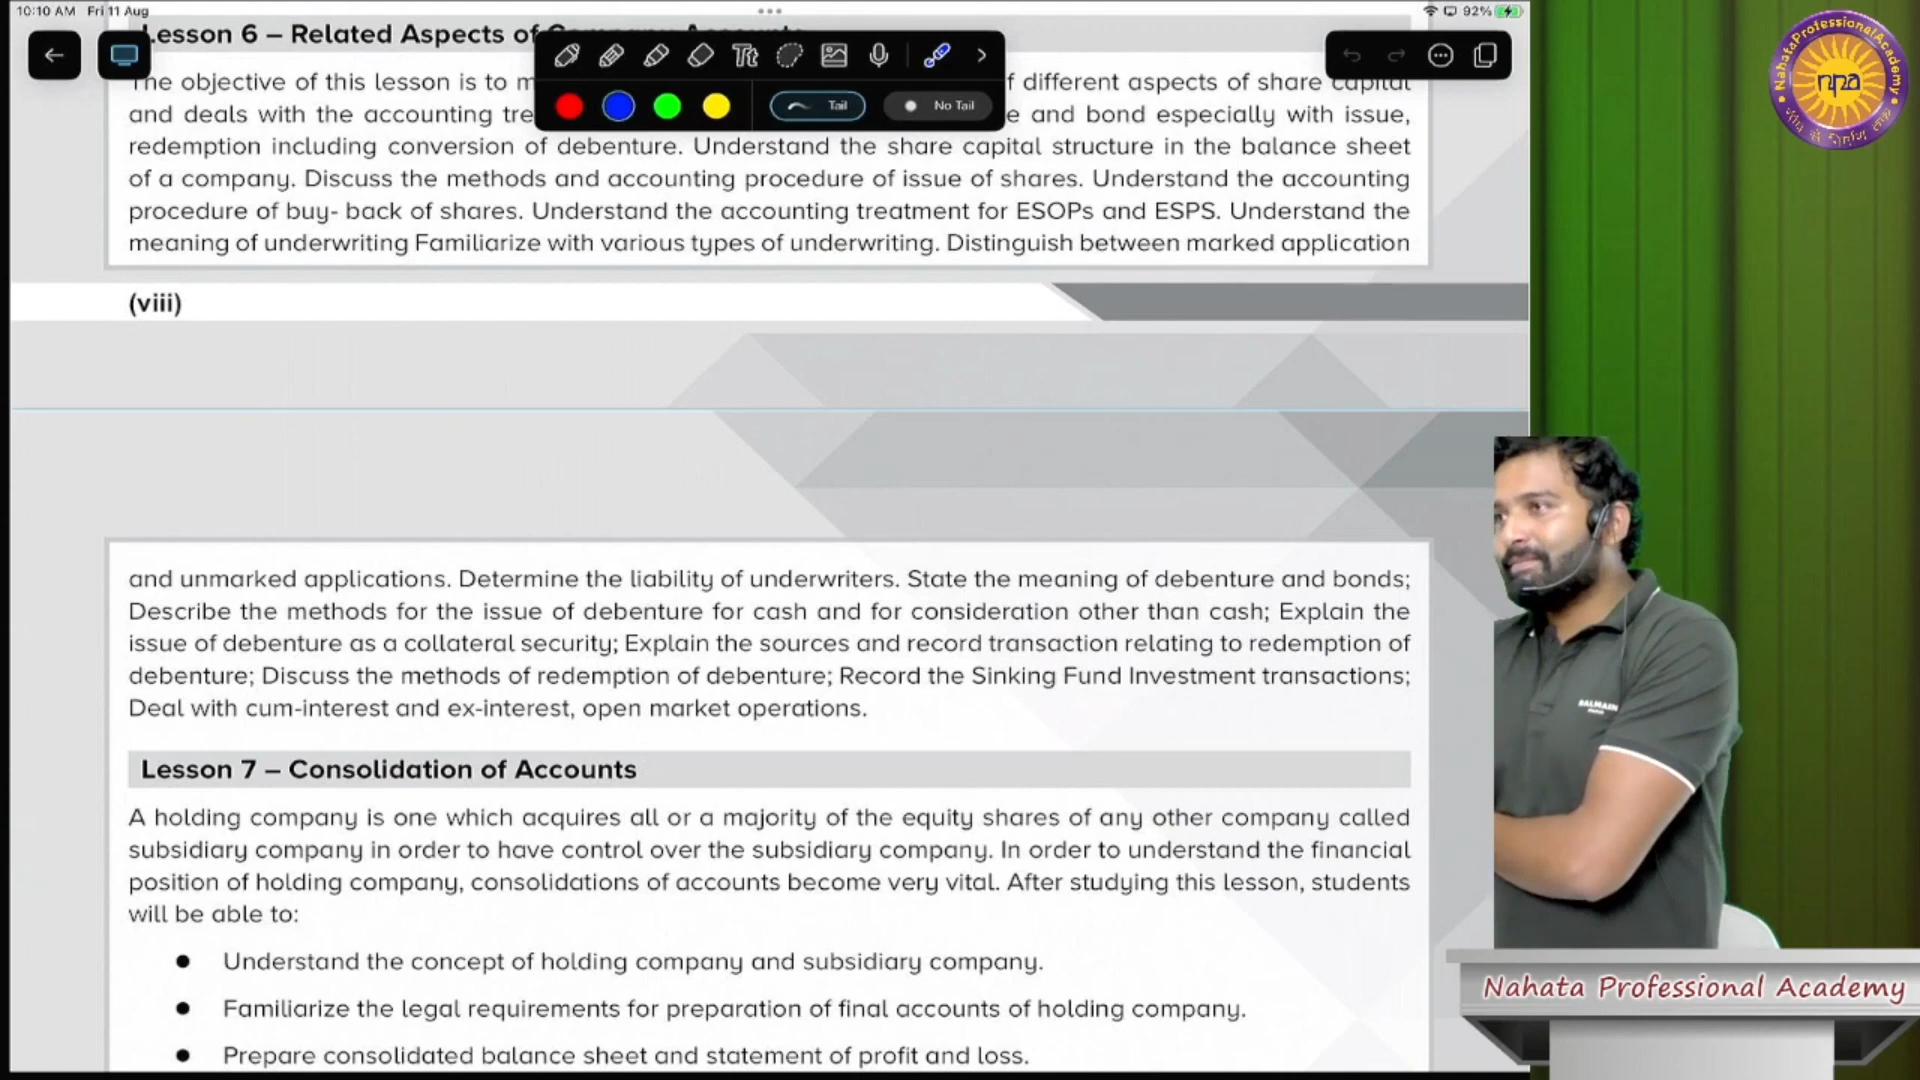 10:10 AM Fri 11 Aug
92%
Lesson 6 – Related Aspects of Company Accounts
Tt
Tail
No Tail
The objective of this lesson is to m f different aspects of share capital
and deals with the accounting tre e and bond especially with issue,
redemption including conversion of debenture. Understand the share capital structure in the balance sheet
of a company. Discuss the methods and accounting procedure of issue of shares. Understand the accounting
procedure of buy- back of shares. Understand the accounting treatment for ESOPs and ESPS. Understand the
meaning of underwriting Familiarize with various types of underwriting. Distinguish between marked application
(viii)
and unmarked applications. Determine the liability of underwriters. State the meaning of debenture and bonds;
Describe the methods for the issue of debenture for cash and for consideration other than cash; Explain the
issue of debenture as a collateral security; Explain the sources and record transaction relating to redemption of
debenture; Discuss the methods of redemption of debenture; Record the Sinking Fund Investment transactions;
Deal with cum-interest and ex-interest, open market operations.
Lesson 7 – Consolidation of Accounts
A holding company is one which acquires all or a majority of the equity shares of any other company called
subsidiary company in order to have control over the subsidiary company. In order to understand the financial
position of holding company, consolidations of accounts become very vital. After studying this lesson, students
will be able to:
● Understand the concept of holding company and subsidiary company.
● Familiarize the legal requirements for preparation of final accounts of holding company.
● Prepare consolidated balance sheet and statement of profit and loss.
NahataProfessionalAcademy
npa
BALMAIN
Nahata Professional Academy